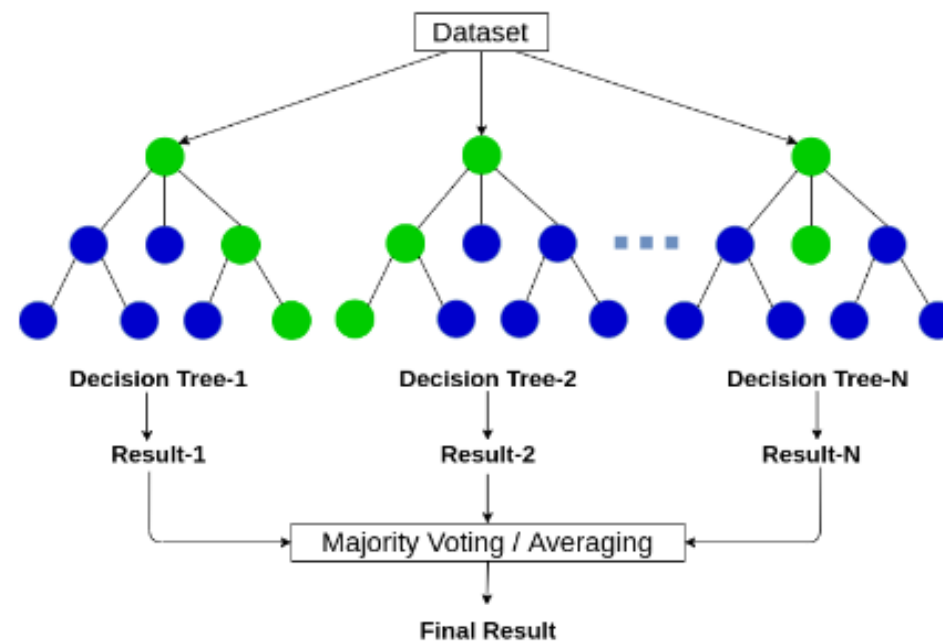 Dataset
Decision Tree-1
Decision Tree-2
Decision Tree-N
Result-1
Result-2
Result-N
Majority Voting / Averaging
Final Result